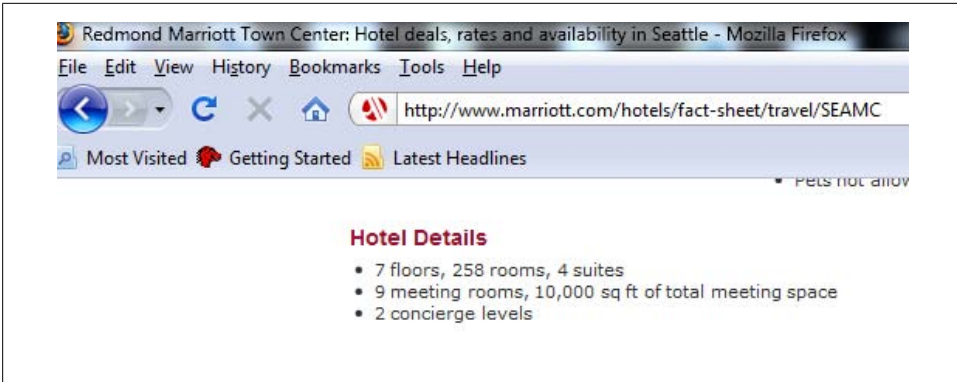 Redmond Marriott Town Center: Hotel deals, rates and availability in Seattle - Mozilla Firefox
File Edit View History Bookmarks Tools Help
http://www.marriott.com/hotels/fact-sheet/travel/SEAMC
Most Visited Getting Started Latest Headlines
• Pets not allow
Hotel Details
• 7 floors, 258 rooms, 4 suites
• 9 meeting rooms, 10,000 sq ft of total meeting space
• 2 concierge levels